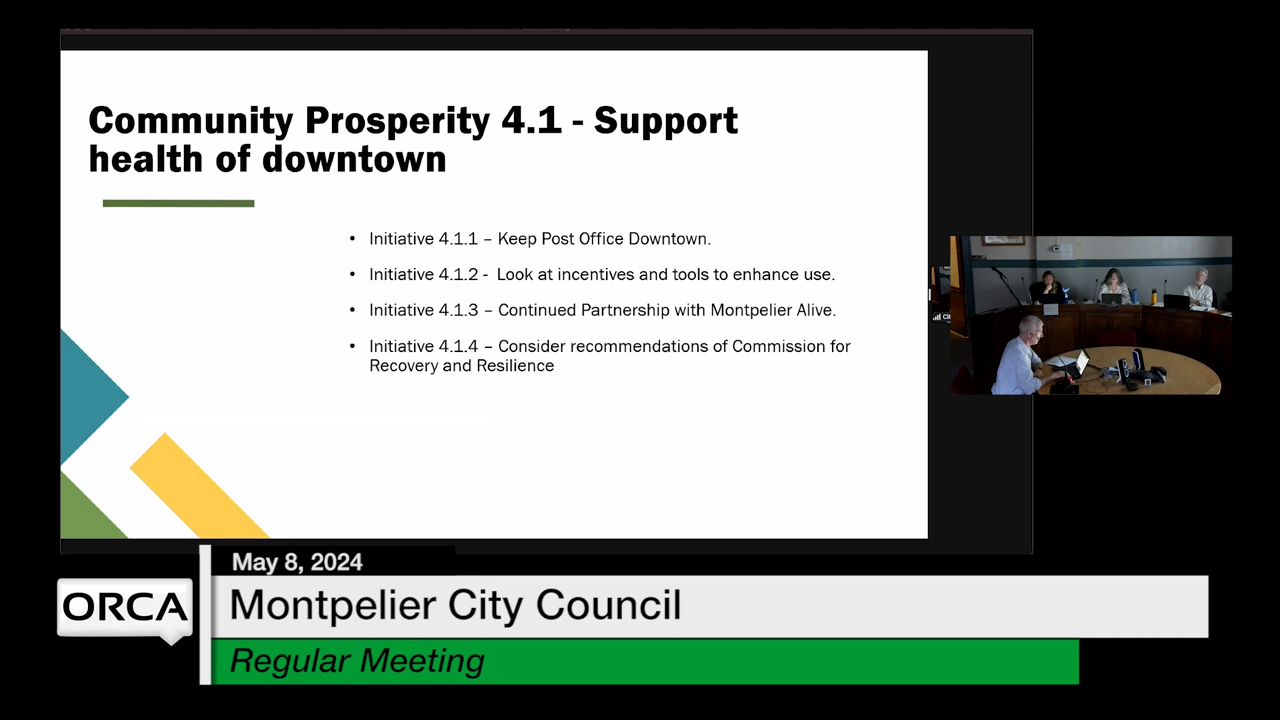 Community Prosperity 4.1 - Support
health of downtown
• Initiative 4.1.1 – Keep Post Office Downtown.
• Initiative 4.1.2 - Look at incentives and tools to enhance use.
• Initiative 4.1.3 – Continued Partnership with Montpelier Alive.
• Initiative 4.1.4 – Consider recommendations of Commission for
Recovery and Resilience
May 8, 2024
ORCA
Montpelier City Council
Regular Meeting